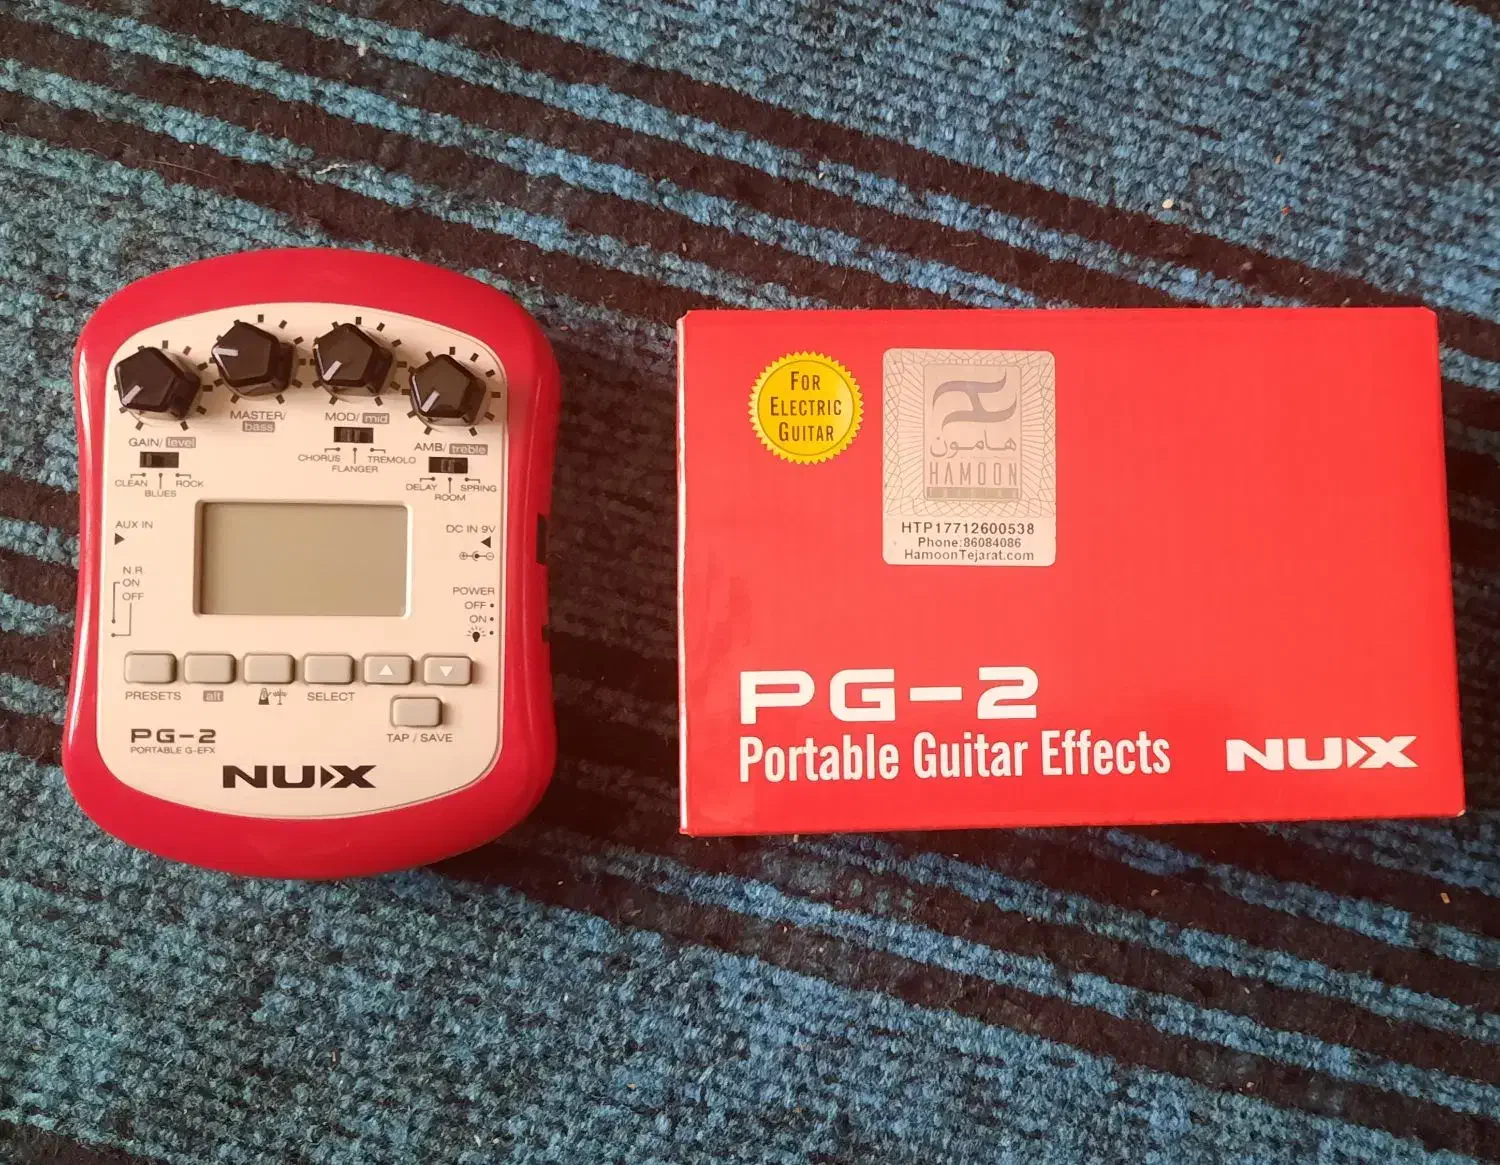 GAIN/ level
CLEAN
BLUES
ROCK
MASTER/
bass
MOD/ mid
CHORUS
FLANGER
TREMOLO
AMB/ treble
DELAY
ROOM
SPRING
AUX IN
DC IN 9V
N.R
ON
OFF
POWER
OFF
ON
PRESETS
alt
SELECT
TAP / SAVE
PG-2
PORTABLE G-EFX
NUX
FOR
ELECTRIC
GUITAR
هامون
HAMOON
HTP17712600538
Phone:86084086
HamoonTejarat.com
PG-2
Portable Guitar Effects
NUX